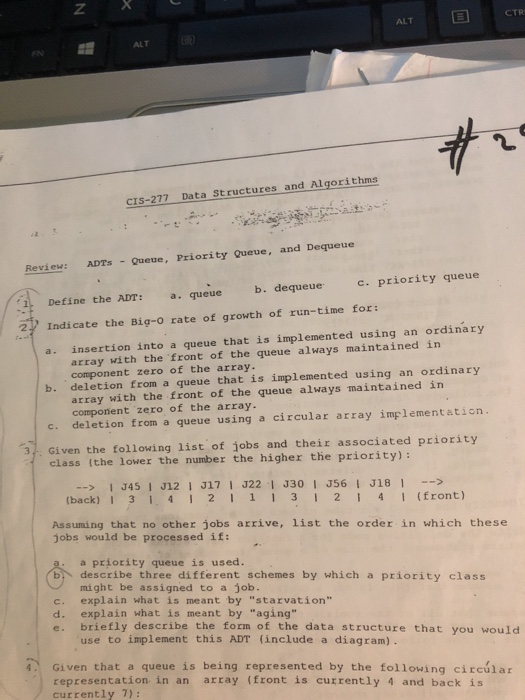 Z
X
ALT
CTR
FN
ALT
# 2
CIS-277 Data Structures and Algorithms
Review: ADTs - Queue, Priority Queue, and Dequeue
1. Define the ADT: a. queue b. dequeue c. priority queue
2. Indicate the Big-O rate of growth of run-time for:
a. insertion into a queue that is implemented using an ordinary
array with the front of the queue always maintained in
component zero of the array.
b. deletion from a queue that is implemented using an ordinary
array with the front of the queue always maintained in
component zero of the array.
c. deletion from a queue using a circular array implementation.
3. Given the following list of jobs and their associated priority
class (the lower the number the higher the priority):
--> | J45 | J12 | J17 | J22 | J30 | J56 | J18 | -->
(back) | 3 | 4 | 2 | 1 | 3 | 2 | 4 | (front)
Assuming that no other jobs arrive, list the order in which these
jobs would be processed if:
a. a priority queue is used.
b. describe three different schemes by which a priority class
might be assigned to a job.
c. explain what is meant by "starvation"
d. explain what is meant by "aging"
e. briefly describe the form of the data structure that you would
use to implement this ADT (include a diagram).
4. Given that a queue is being represented by the following circular
representation in an array (front is currently 4 and back is
currently 7):